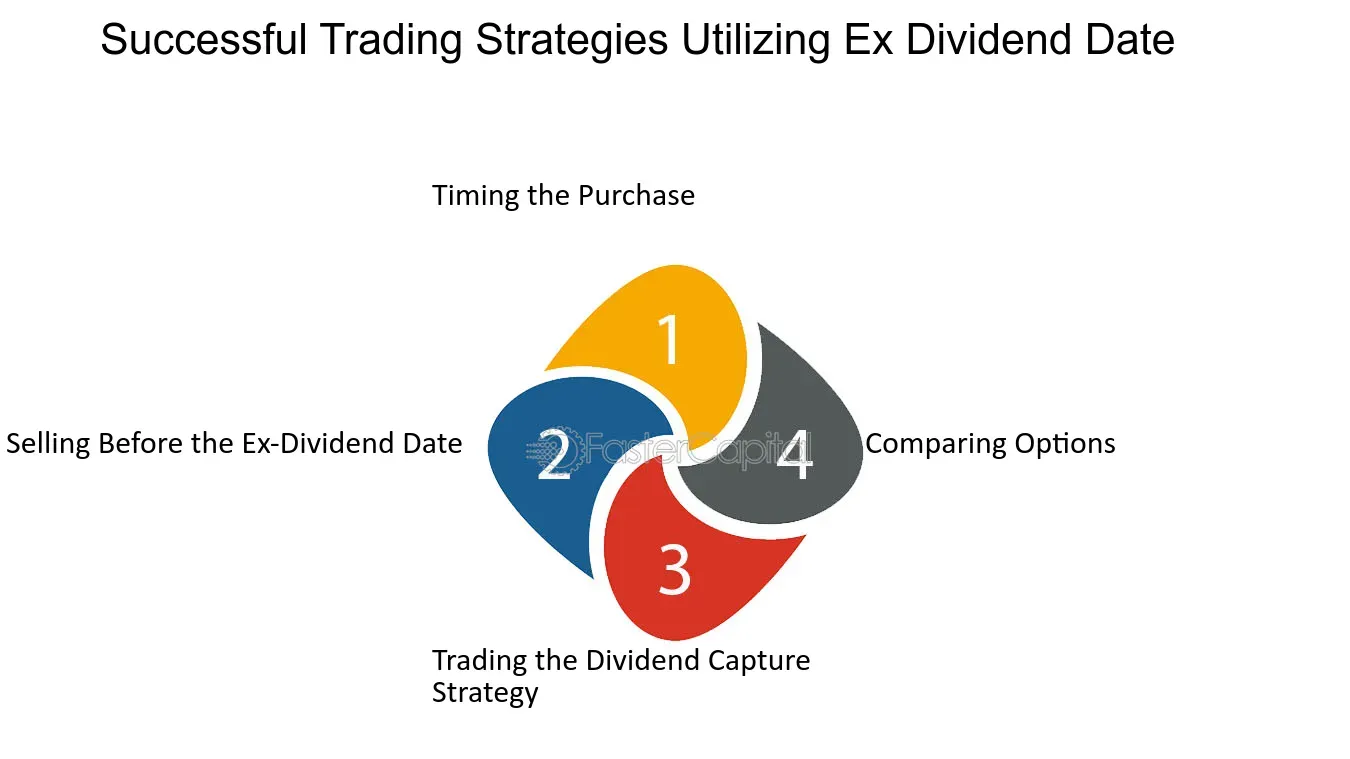 Successful Trading Strategies Utilizing Ex Dividend Date
Timing the Purchase
1
2
Selling Before the Ex-Dividend Date
FasterCapital
4
Comparing Options
3
Trading the Dividend Capture
Strategy